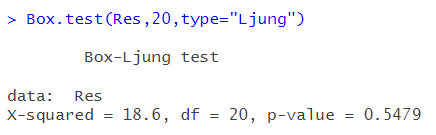 > Box.test(Res,20,type="Ljung")
Box-Ljung test
data:  Res
X-squared = 18.6, df = 20, p-value = 0.5479